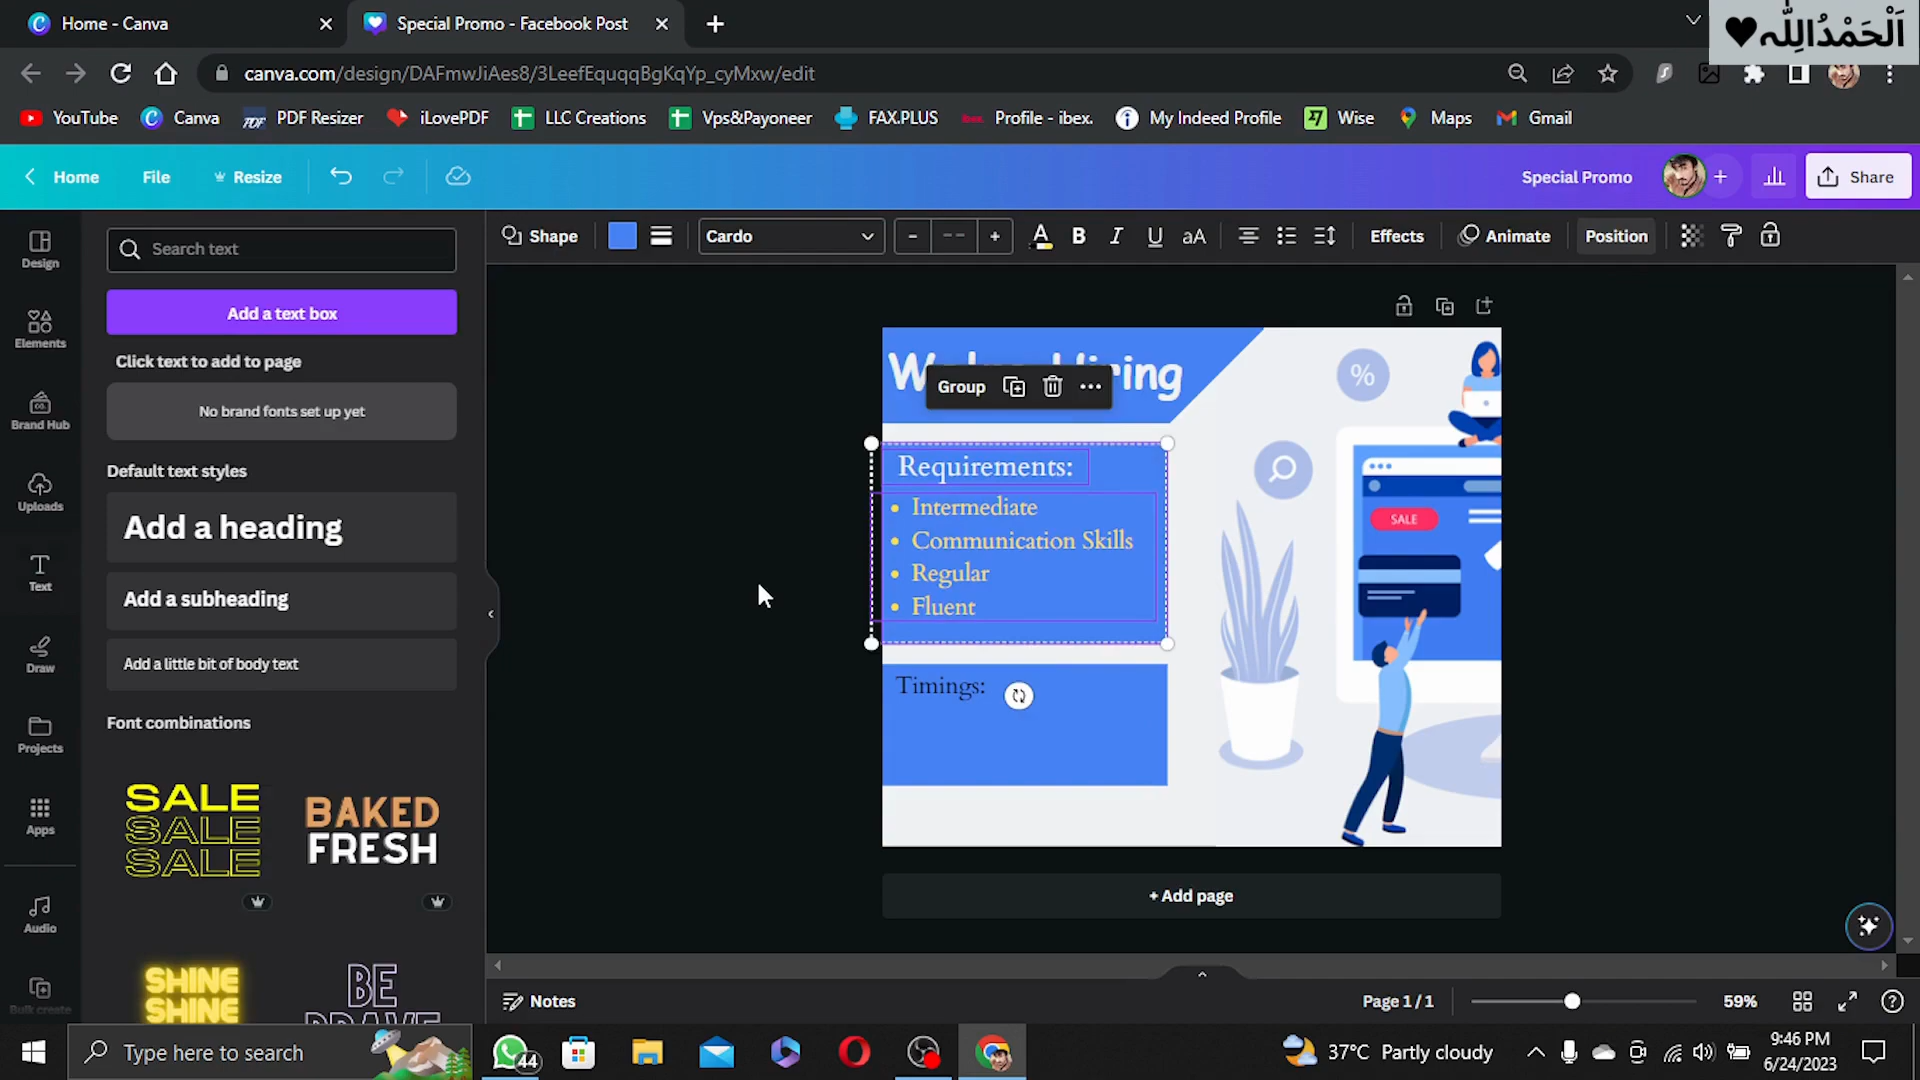 Home - Canva
Special Promo - Facebook Post
اَلْحَمْدُلِلّٰه
canva.com/design/DAFmwJiAes8/3LeefEquqqBgKqYp_cyMxw/edit
YouTube
Canva
PDF Resizer
iLovePDF
LLC Creations
Vps&Payoneer
FAX.PLUS
Profile - ibex.
My Indeed Profile
Wise
Maps
Gmail
Home
File
Resize
Special Promo
Share
Shape
Cardo
- -- +
A
B
I
U
aA
Effects
Animate
Position
Design
Elements
Brand Hub
Uploads
Text
Draw
Projects
Apps
Audio
Bulk create
Search text
Add a text box
Click text to add to page
No brand fonts set up yet
Default text styles
Add a heading
Add a subheading
Add a little bit of body text
Font combinations
SALE
SALE
SALE
BAKED
FRESH
SHINE
SHINE
BE
BRAVE
Group
Requirements:
• Intermediate
• Communication Skills
• Regular
• Fluent
Timings:
%
SALE
+ Add page
Notes
Page 1 / 1
59%
Type here to search
44
37°C Partly cloudy
9:46 PM
6/24/2023